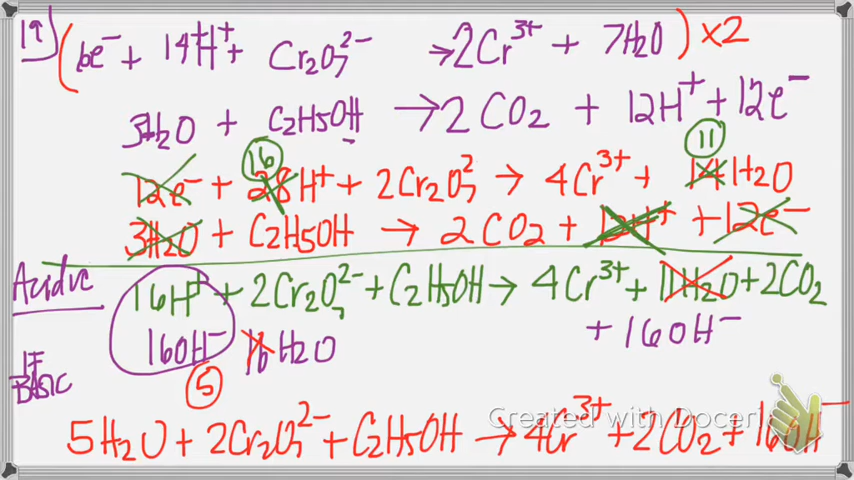 19) (6e⁻ + 14H⁺ + Cr₂O₇²⁻ → 2Cr³⁺ + 7H₂O) x2
3H₂O + C₂H5OH → 2CO₂ + 12H⁺ + 12e⁻
16 11
12e⁻ + 28H⁺ + 2Cr₂O₇² → 4Cr³⁺ + 14H₂O
3H₂O + C₂H5OH → 2CO₂ + 12H⁺ + 12e⁻
Acidic 16H⁺ + 2Cr₂O₇²⁻ + C₂H5OH → 4Cr³⁺ + 11H₂O + 2CO₂
16OH⁻ 16H₂O + 16OH⁻
IF BASIC
5
Created with Doceri
5H₂O + 2Cr₂O₇²⁻ + C₂H5OH → 4Cr³⁺ + 2CO₂ + 16OH⁻